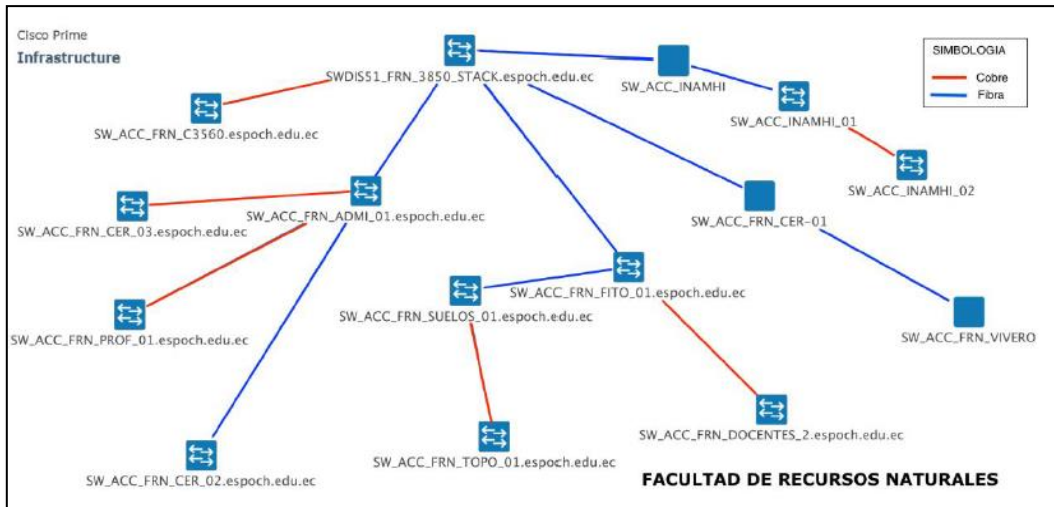 Cisco Prime
Infrastructure
SIMBOLOGIA
Cobre
Fibra
SWDIS51_FRN_3850_STACK.espoch.edu.ec
SW_ACC_INAMHI
SW_ACC_INAMHI_01
SW_ACC_FRN_C3560.espoch.edu.ec
SW_ACC_INAMHI_02
SW_ACC_FRN_ADMI_01.espoch.edu.ec
SW_ACC_FRN_CER-01
SW_ACC_FRN_CER_03.espoch.edu.ec
SW_ACC_FRN_FITO_01.espoch.edu.ec
SW_ACC_FRN_SUELOS_01.espoch.edu.ec
SW_ACC_FRN_PROF_01.espoch.edu.ec
SW_ACC_FRN_VIVERO
SW_ACC_FRN_DOCENTES_2.espoch.edu.ec
SW_ACC_FRN_TOPO_01.espoch.edu.ec
SW_ACC_FRN_CER_02.espoch.edu.ec
FACULTAD DE RECURSOS NATURALES